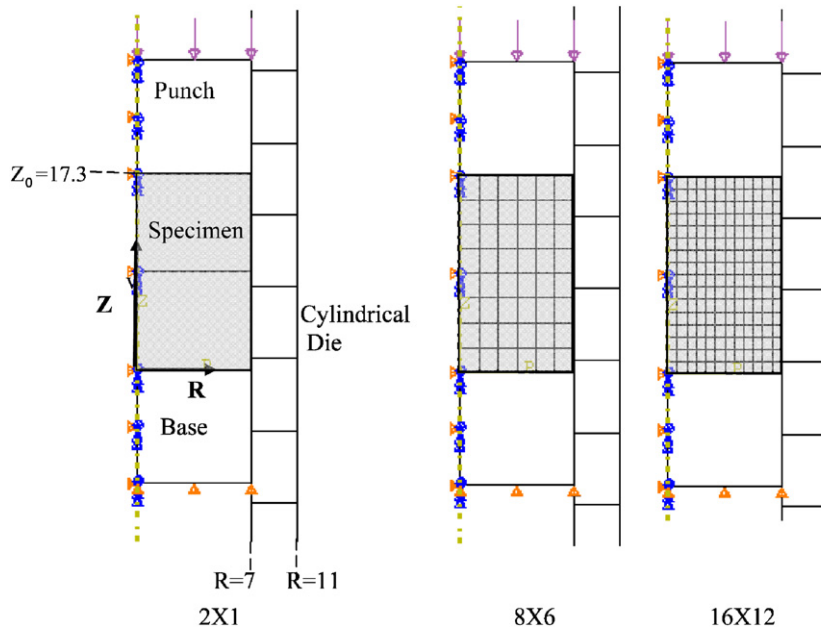 Punch
Z₀=17.3
Specimen
Z
Z
R
Cylindrical
Die
Base
R=7
R=11
2X1
8X6
16X12